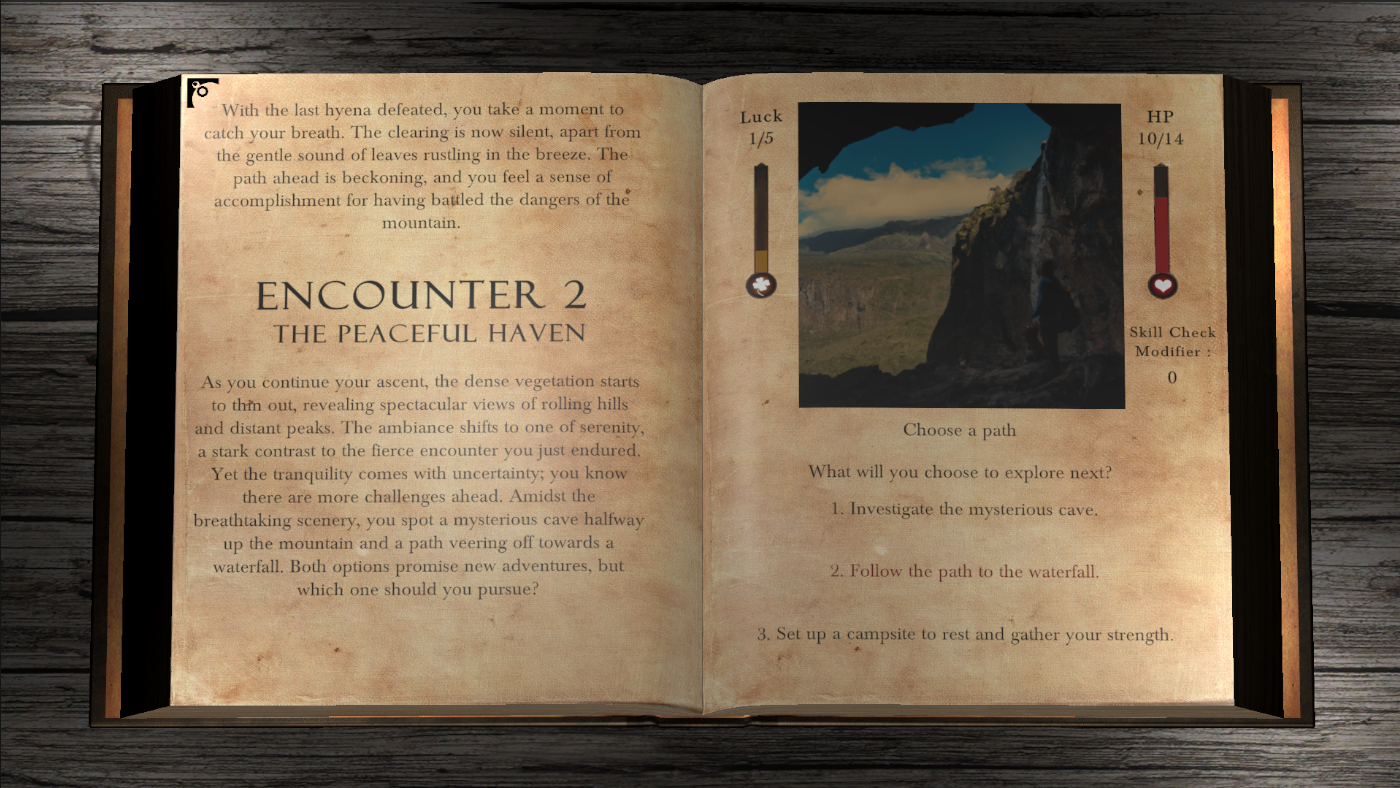 With the last hyena defeated, you take a moment to
catch your breath. The clearing is now silent, apart from
the gentle sound of leaves rustling in the breeze. The
path ahead is beckoning, and you feel a sense of
accomplishment for having battled the dangers of the
mountain.
ENCOUNTER 2
THE PEACEFUL HAVEN
As you continue your ascent, the dense vegetation starts
to thin out, revealing spectacular views of rolling hills
and distant peaks. The ambiance shifts to one of serenity,
a stark contrast to the fierce encounter you just endured.
Yet the tranquility comes with uncertainty; you know
there are more challenges ahead. Amidst the
breathtaking scenery, you spot a mysterious cave halfway
up the mountain and a path veering off towards a
waterfall. Both options promise new adventures, but
which one should you pursue?
Luck
1/5
HP
10/14
Skill Check
Modifier :
0
Choose a path
What will you choose to explore next?
1. Investigate the mysterious cave.
2. Follow the path to the waterfall.
3. Set up a campsite to rest and gather your strength.